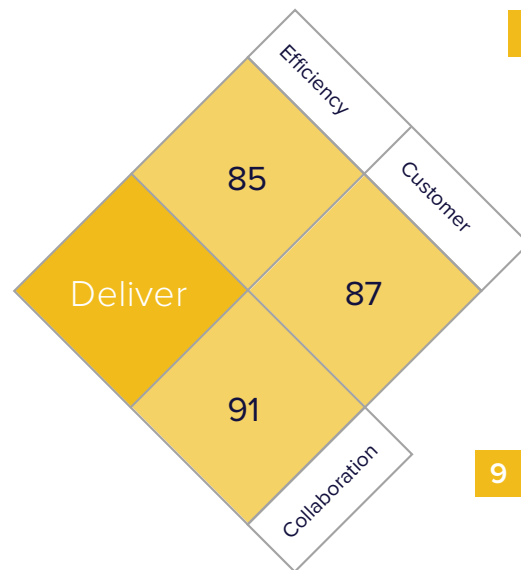 Efficiency
Customer
85
Deliver
87
91
Collaboration
9